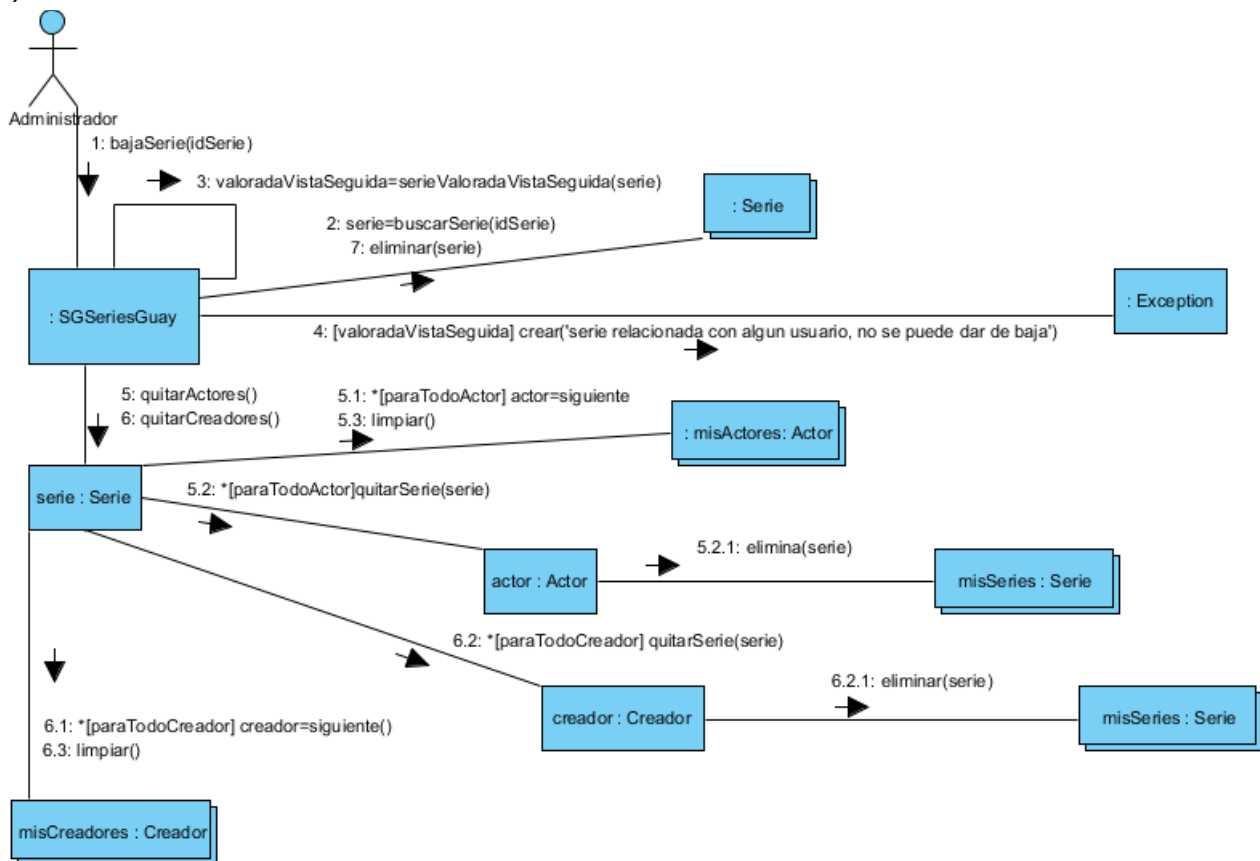 Administrador
1: bajaSerie(idSerie)
3: valoradaVistaSeguida=serieValoradaVistaSeguida(serie)
: Serie
2: serie=buscarSerie(idSerie)
7: eliminar(serie)
: SGSeriesGuay
: Exception
4: [valoradaVistaSeguida] crear("serie relacionada con algun usuario, no se puede dar de baja")
5: quitarActores()
6: quitarCreadores()
5.1: *[paraTodoActor] actor=siguiente
5.3: limpiar()
: misActores: Actor
serie : Serie
5.2: *[paraTodoActor]quitarSerie(serie)
5.2.1: elimina(serie)
actor : Actor
misSeries : Serie
6.2: *[paraTodoCreador] quitarSerie(serie)
6.2.1: eliminar(serie)
creador : Creador
misSeries : Serie
6.1: *[paraTodoCreador] creador=siguiente()
6.3: limpiar()
misCreadores : Creador